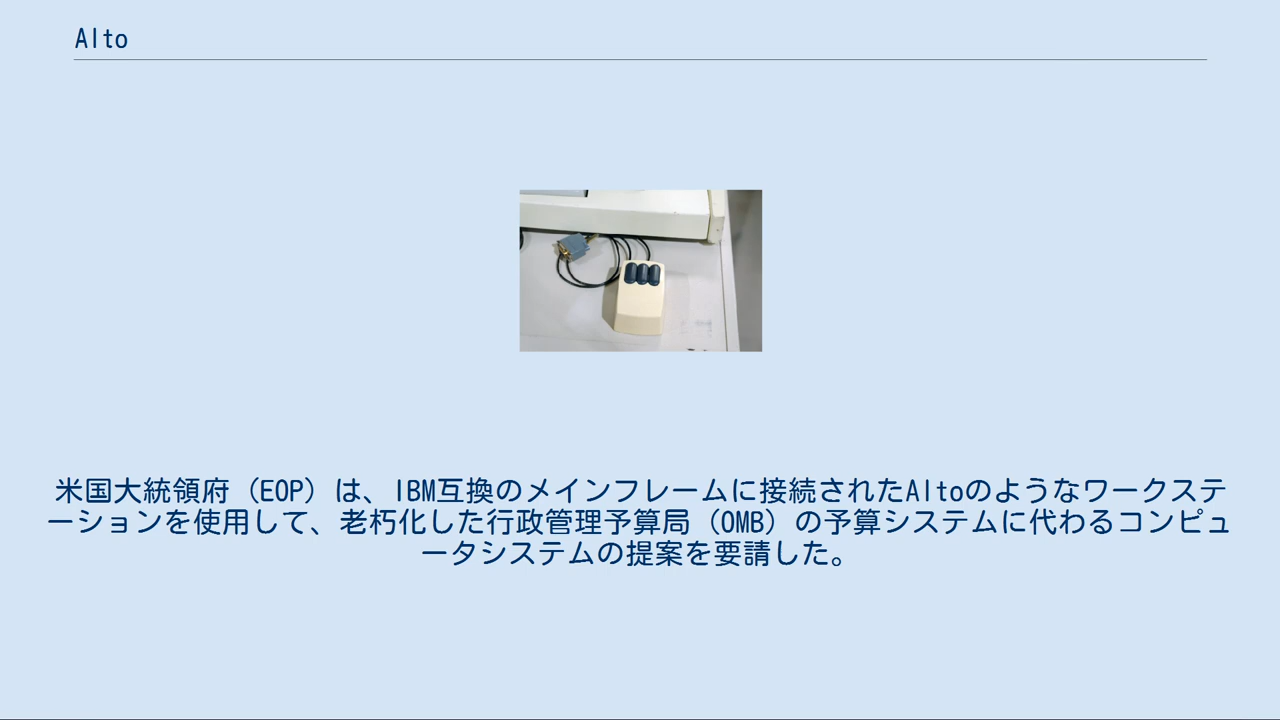 Alto
米国大統領府（EOP）は、IBM互換のメインフレームに接続されたAltoのようなワークステ
ーションを使用して、老朽化した行政管理予算局（OMB）の予算システムに代わるコンピュ
ータシステムの提案を要請した。